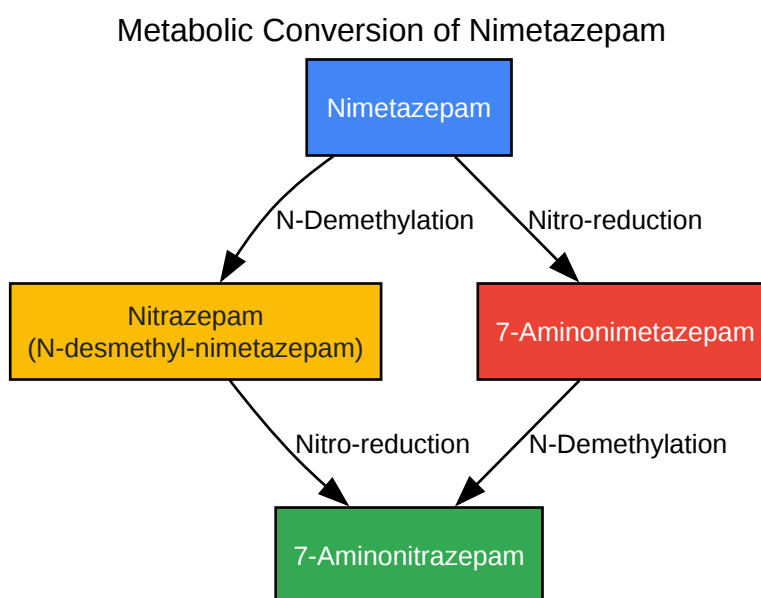 Metabolic Conversion of Nimetazepam
Nimetazepam
N-Demethylation
Nitro-reduction
Nitrazepam
(N-desmethyl-nimetazepam)
7-Aminonimetazepam
Nitro-reduction
N-Demethylation
7-Aminonitrazepam